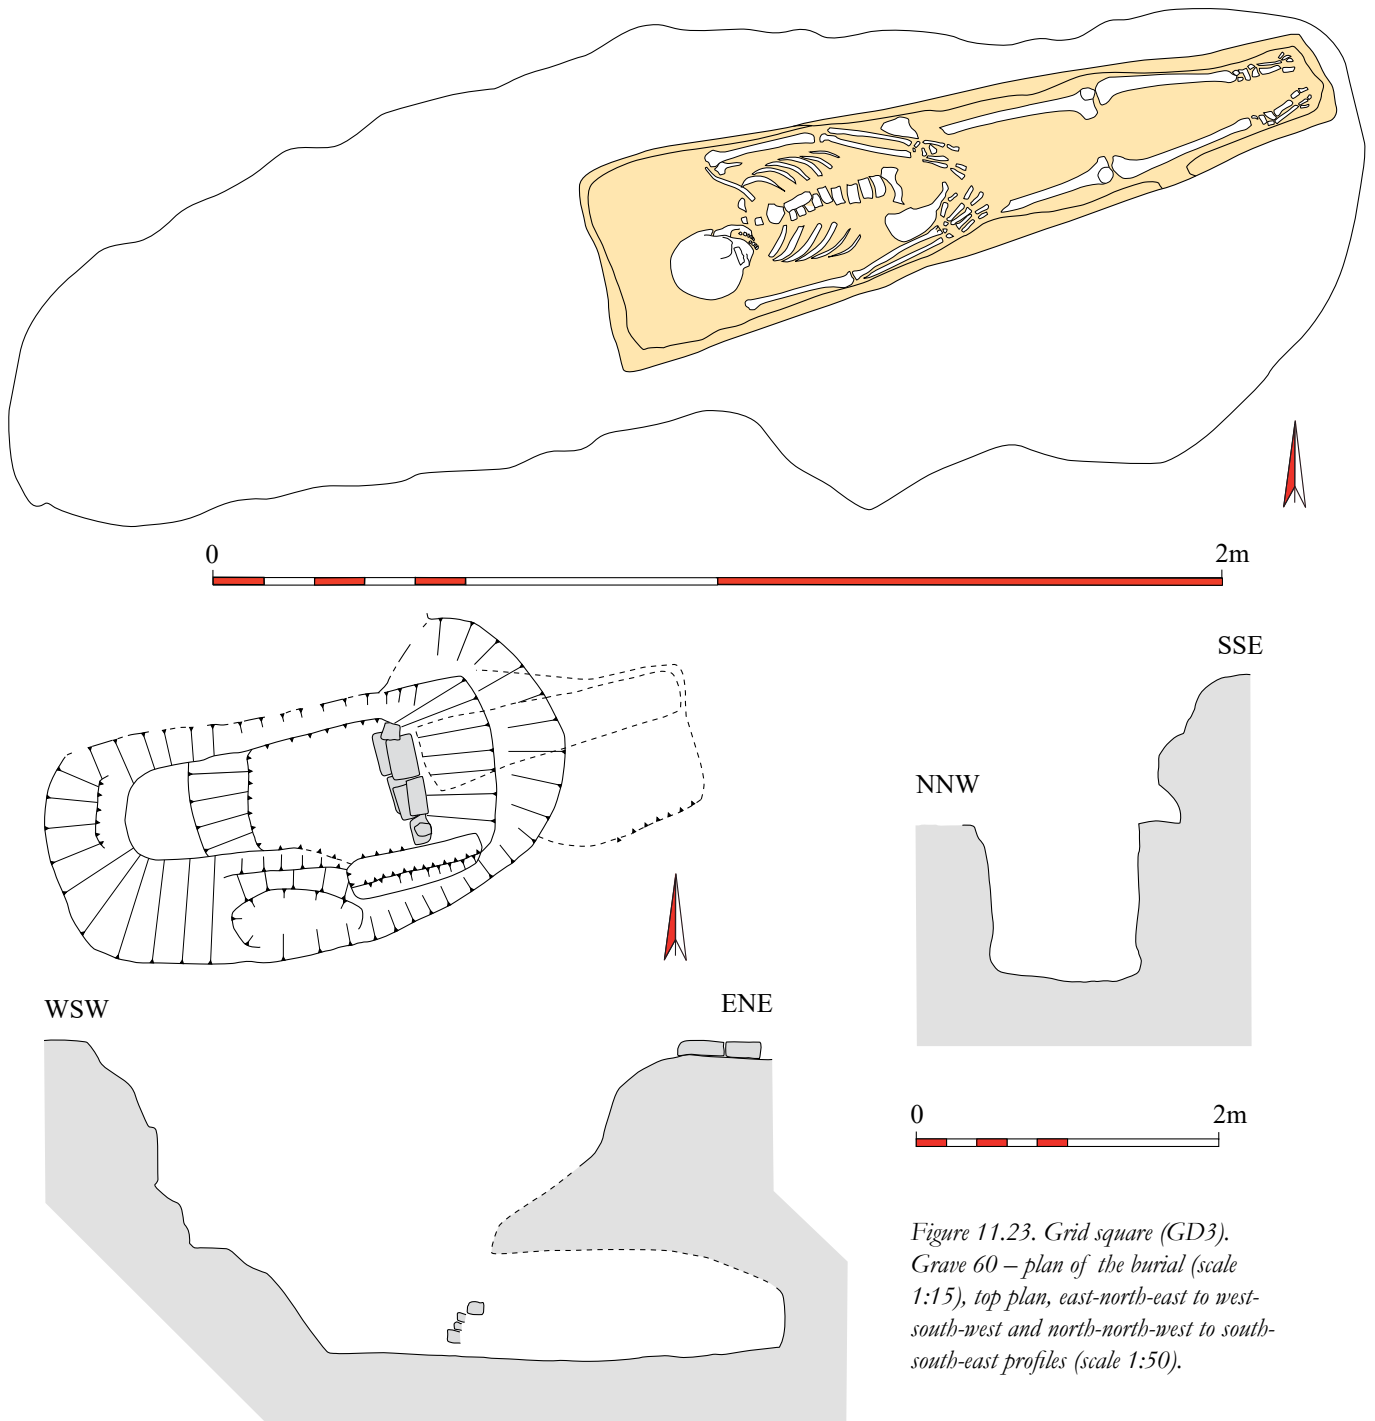 0 2m
SSE
NNW
WSW ENE
0 2m
Figure 11.23. Grid square (GD3).
Grave 60 – plan of the burial (scale
1:15), top plan, east-north-east to west-
south-west and north-north-west to south-
south-east profiles (scale 1:50).